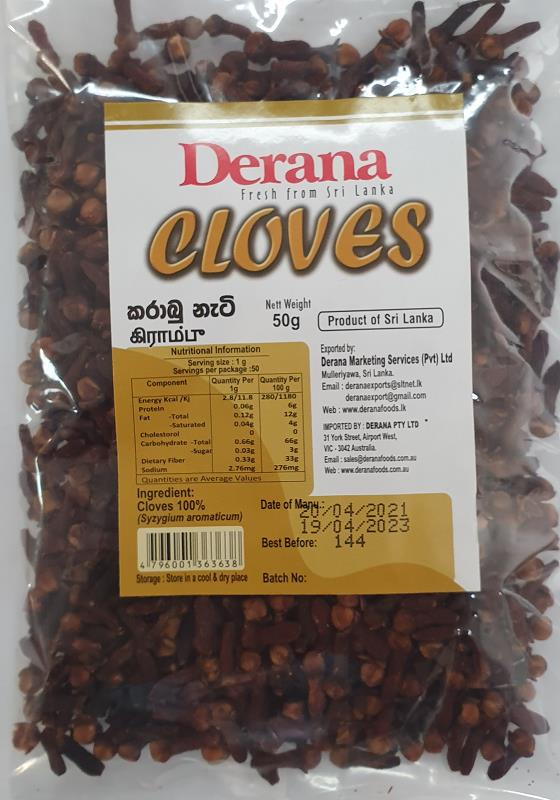 Derana
Fresh from Sri Lanka
CLOVES
කරාබු නැටි
கிராம்பு
Nett Weight
50g
Product of Sri Lanka
Nutritional Information
Serving size : 1 g
Servings per package :50
Component Quantity Per 1g Quantity Per 100 g
Energy Kcal /Kj 2.8/11.8 280/1180
Protein 0.06g 6g
Fat -Total 0.12g 12g
-Saturated 0.04g 4g
Cholesterol 0 0
Carbohydrate -Total 0.66g 66g
-Sugar 0.03g 3g
Dietary Fiber 0.33g 33g
Sodium 2.76mg 276mg
Quantities are Average Values
Exported by:
Derana Marketing Services (Pvt) Ltd
Mulleriyawa, Sri Lanka.
Email : deranaexports@sltnet.lk
deranaexport@gmail.com
Web : www.deranafoods.lk
IMPORTED BY : DERANA PTY LTD
31 York Street, Airport West,
VIC - 3042 Australia.
Email : sales@deranafoods.com.au
Web : www.deranafoods.com.au
Ingredient:
Cloves 100%
(Syzygium aromaticum)
4 796001 363638
Storage : Store in a cool & dry place
Date of Manu.: 20/04/2021
19/04/2023
Best Before: 144
Batch No: